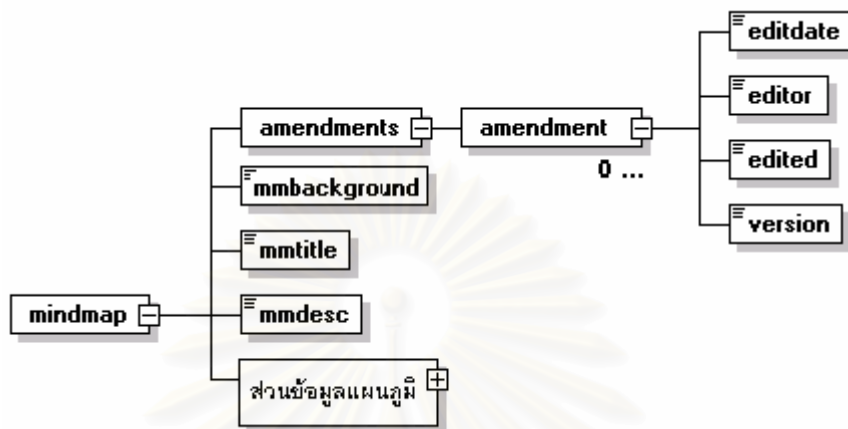 editdate
editor
amendments
amendment
edited
0 ...
mmbackground
version
mmtitle
mindmap
mmdesc
ส่วนข้อมูลแผนภูมิ